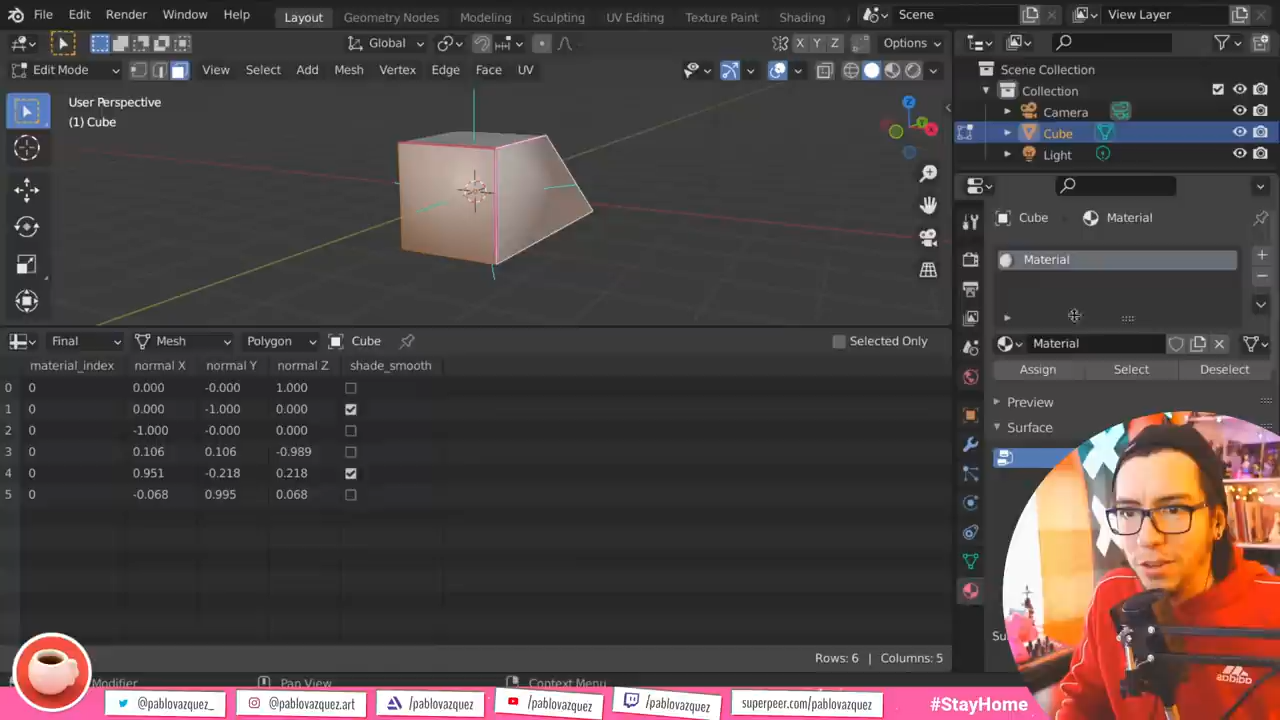 File Edit Render Window Help Layout Geometry Nodes Modeling Sculpting UV Editing Texture Paint Shading Scene View Layer
Global X Y Z Options
Edit Mode View Select Add Mesh Vertex Edge Face UV
User Perspective
(1) Cube
Z
Y
X
Scene Collection
Collection
Camera
Cube
Light
Cube Material
Material
Material
Assign Select Deselect
Preview
Surface
Final Mesh Polygon Cube Selected Only
material_index normal X normal Y normal Z shade_smooth
0 0 0.000 -0.000 1.000
1 0 0.000 -1.000 0.000
2 0 -1.000 -0.000 0.000
3 0 0.106 0.106 -0.989
4 0 0.951 -0.218 0.218
5 0 -0.068 0.995 0.068
Rows: 6 | Columns: 5
Modifier Pan View Context Menu
@pablovazquez_ @pablovazquez.art /pablovazquez /pablovazquez /pablovazquez superpeer.com/pablovazquez #StayHome